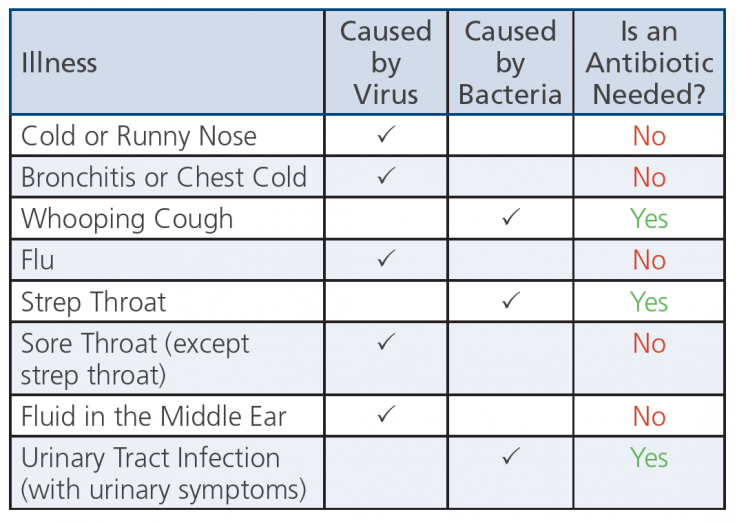 Illness
Caused by Virus
Caused by Bacteria
Is an Antibiotic Needed?
Cold or Runny Nose ✓ No
Bronchitis or Chest Cold ✓ No
Whooping Cough ✓ Yes
Flu ✓ No
Strep Throat ✓ Yes
Sore Throat (except
strep throat) ✓ No
Fluid in the Middle Ear ✓ No
Urinary Tract Infection
(with urinary symptoms) ✓ Yes